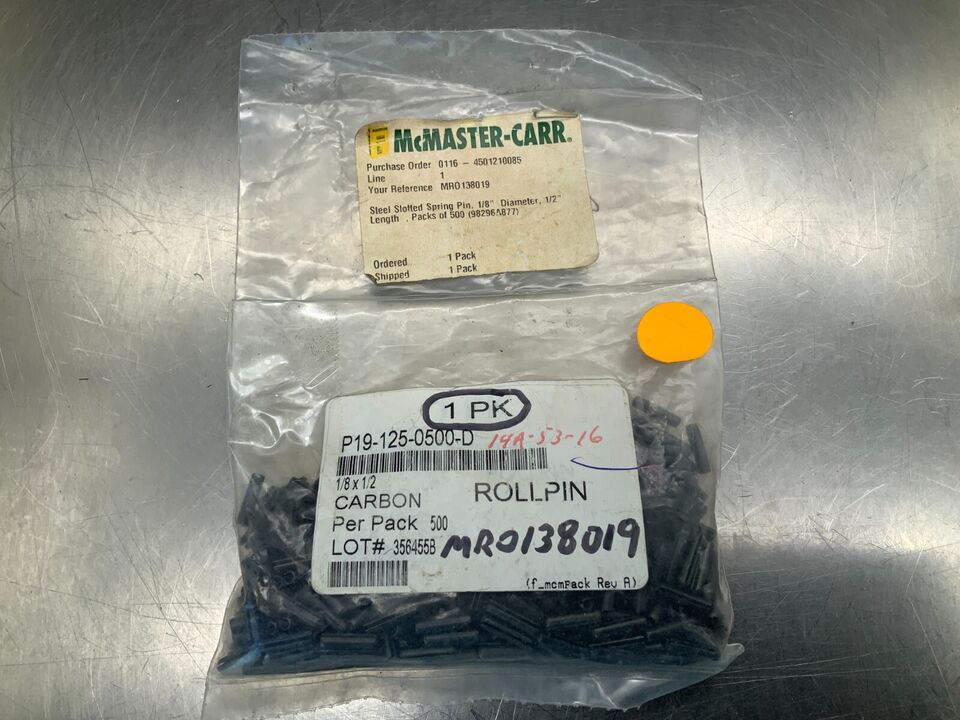 McMASTER-CARR®
Purchase Order 0116 - 4501210085
Line 1
Your Reference MRO138019
Steel Slotted Spring Pin, 1/8" Diameter, 1/2"
Length , Packs of 500 (98296A877)
Ordered 1 Pack
Shipped 1 Pack
1 PK
P19-125-0500-D 14A-53-16
1/8 x 1/2
CARBON ROLLPIN
Per Pack 500
LOT# 356455B MRO138019
(f_mcmPack Rev A)